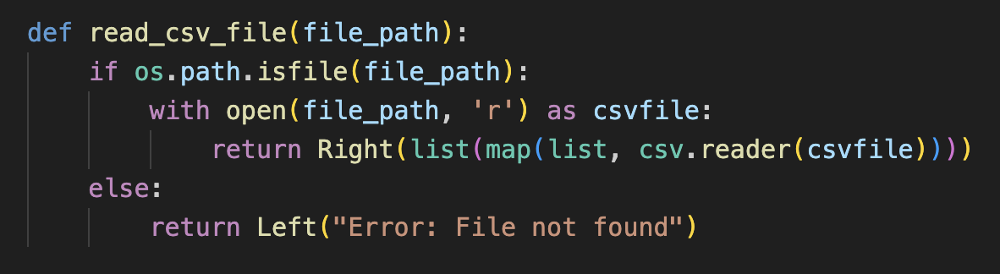 def read_csv_file(file_path):
    if os.path.isfile(file_path):
        with open(file_path, 'r') as csvfile:
            return Right(list(map(list, csv.reader(csvfile))))
    else:
        return Left("Error: File not found")